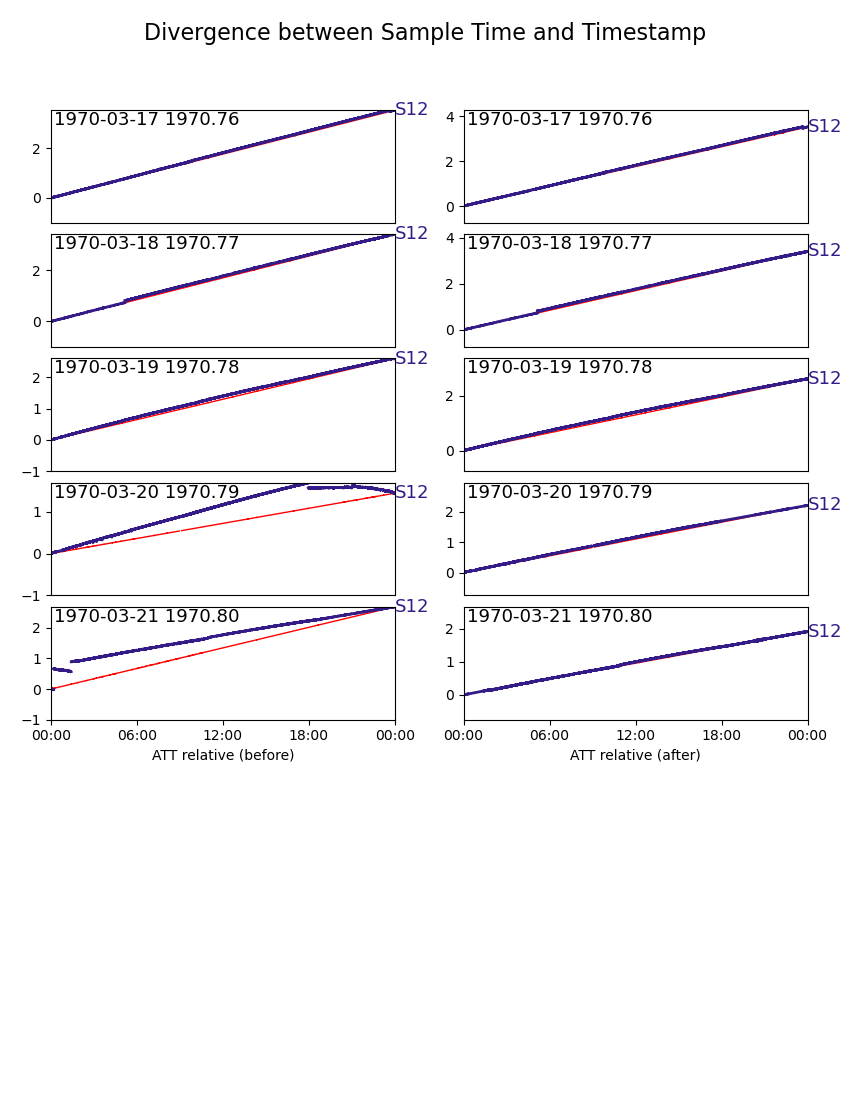 Divergence between Sample Time and Timestamp
1970-03-17 1970.76
S12
2
0
1970-03-17 1970.76
S12
4
2
0
1970-03-18 1970.77
S12
2
0
1970-03-18 1970.77
S12
4
2
0
1970-03-19 1970.78
S12
2
1
0
−1
1970-03-19 1970.78
S12
2
0
1970-03-20 1970.79
S12
1
0
−1
1970-03-20 1970.79
S12
2
1
0
1970-03-21 1970.80
S12
2
1
0
−1
00:00 06:00 12:00 18:00 00:00
ATT relative (before)
1970-03-21 1970.80
S12
2
1
0
00:00 06:00 12:00 18:00 00:00
ATT relative (after)